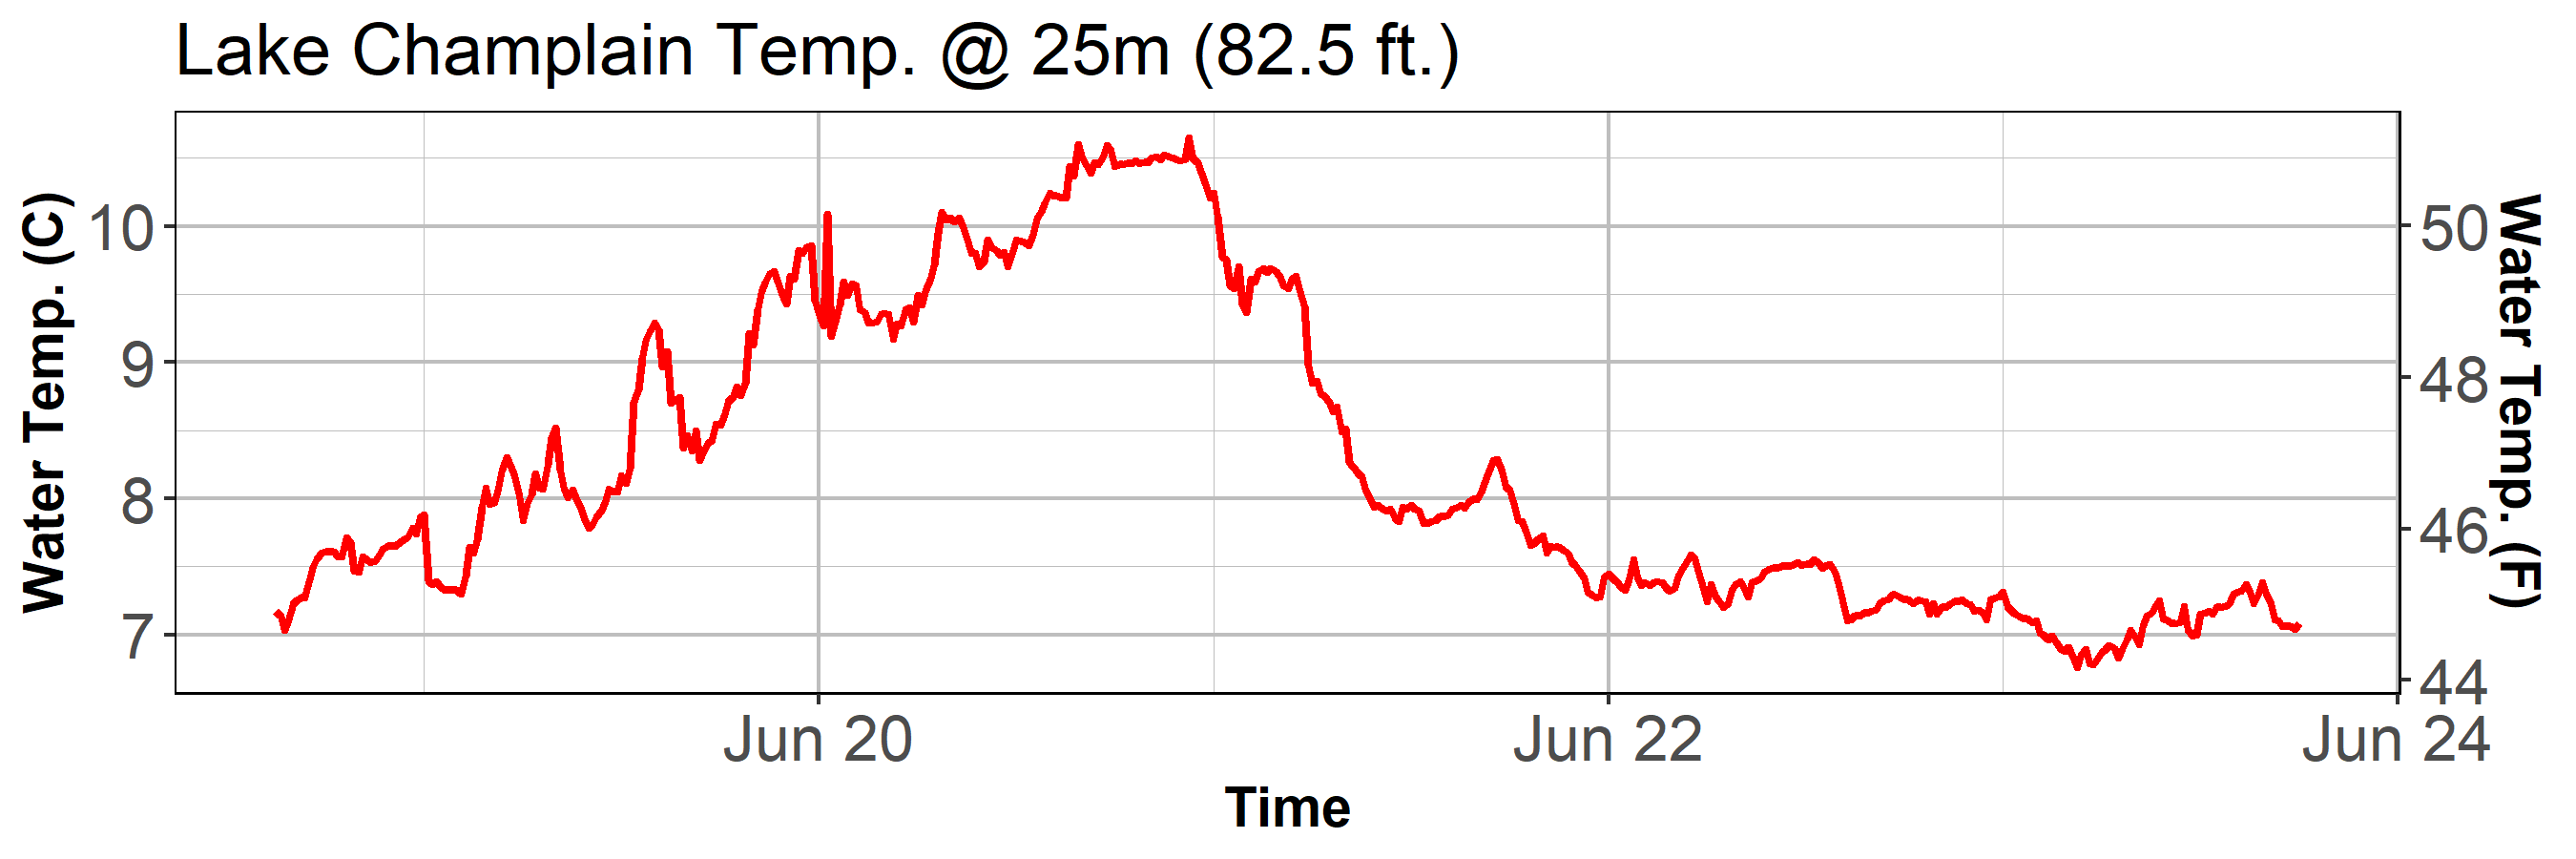 Lake Champlain Temp. @ 25m (82.5 ft.)
Water Temp. (C)
10
9
8
7
50
48
46
44
Water Temp. (F)
Jun 20
Jun 22
Jun 24
Time